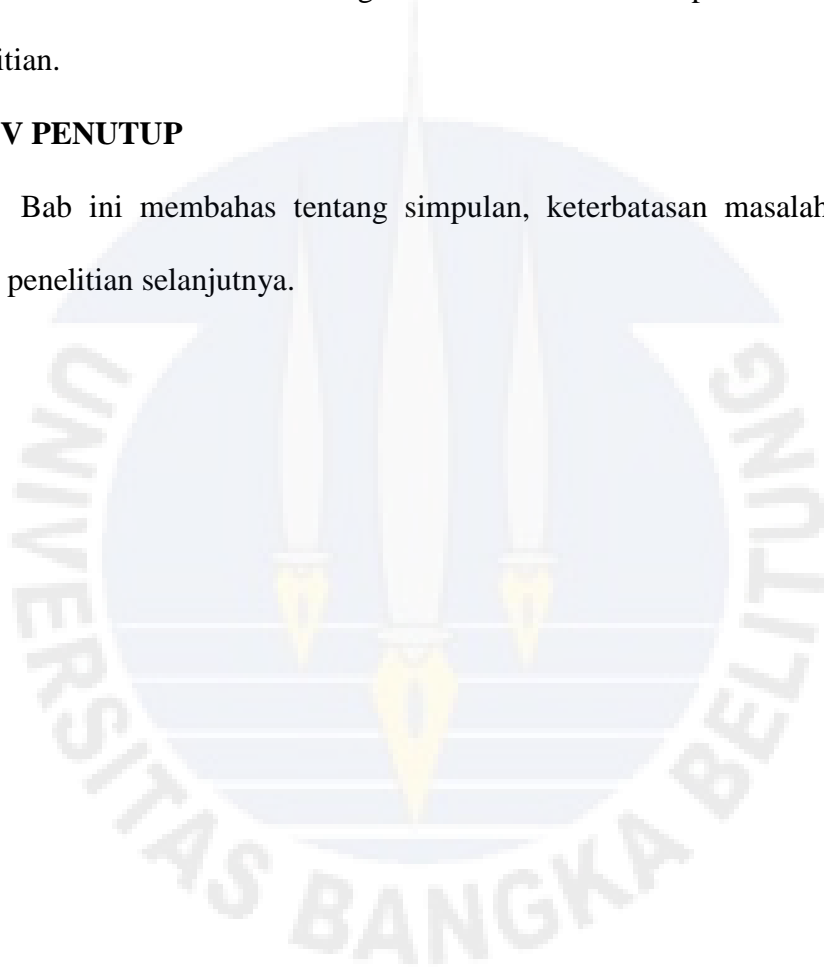 itian.
V PENUTUP
Bab ini membahas tentang simpulan, keterbatasan masalah
penelitian selanjutnya.
UNIVERSITAS BANGKA BELITUNG